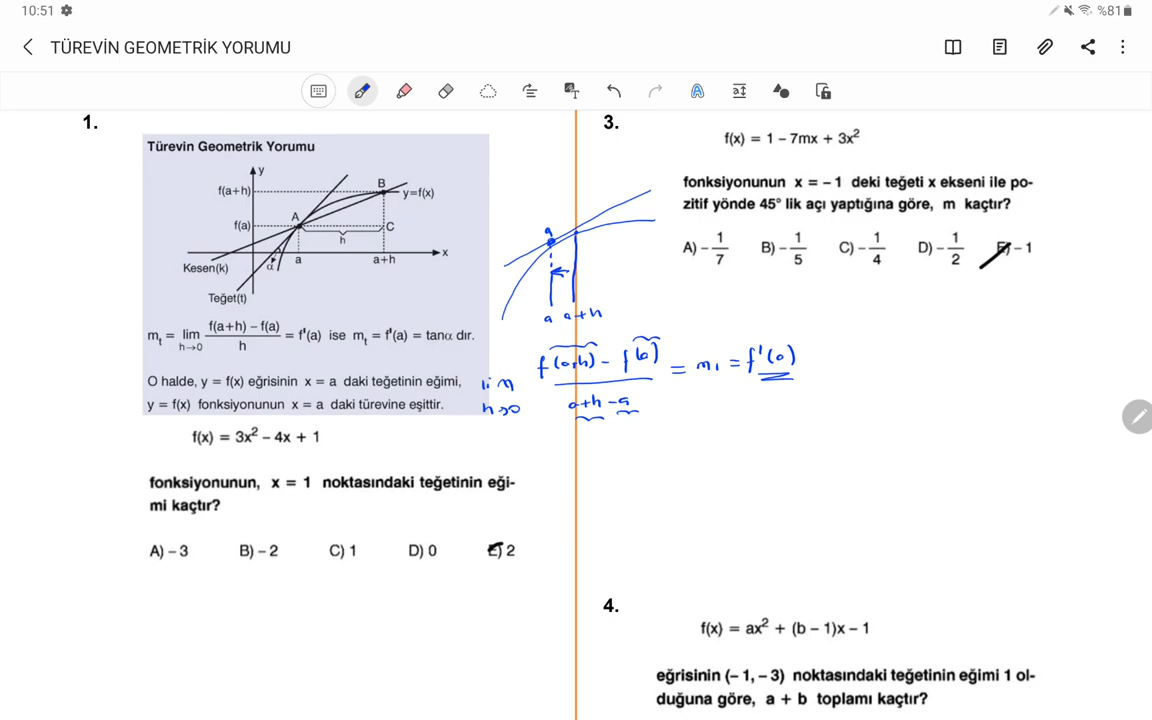 10:51
%81
TÜREVİN GEOMETRİK YORUMU
1.
Türevin Geometrik Yorumu
y
f(a+h)
B
y=f(x)
f(a)
A
C
h
x
a
a+h
α
Kesen(k)
Teğet(t)
m_t = lim_{h→0} (f(a+h) – f(a)) / h = f'(a) ise m_t = f'(a) = tanα dır.
O halde, y = f(x) eğrisinin x = a daki teğetinin eğimi,
y = f(x) fonksiyonunun x = a daki türevine eşittir.
f(x) = 3x² – 4x + 1
fonksiyonunun, x = 1 noktasındaki teğetinin eği-
mi kaçtır?
A) – 3 B) – 2 C) 1 D) 0 E) 2
a
a a+h
lim h→0 (f(a+h) – f(a)) / (a+h – a) = m_t = f'(a)
3.
f(x) = 1 – 7mx + 3x²
fonksiyonunun x = – 1 deki teğeti x ekseni ile po-
zitif yönde 45° lik açı yaptığına göre, m kaçtır?
A) – 1/7 B) – 1/5 C) – 1/4 D) – 1/2 E) – 1
4.
f(x) = ax² + (b – 1)x – 1
eğrisinin (– 1, – 3) noktasındaki teğetinin eğimi 1 ol-
duğuna göre, a + b toplamı kaçtır?